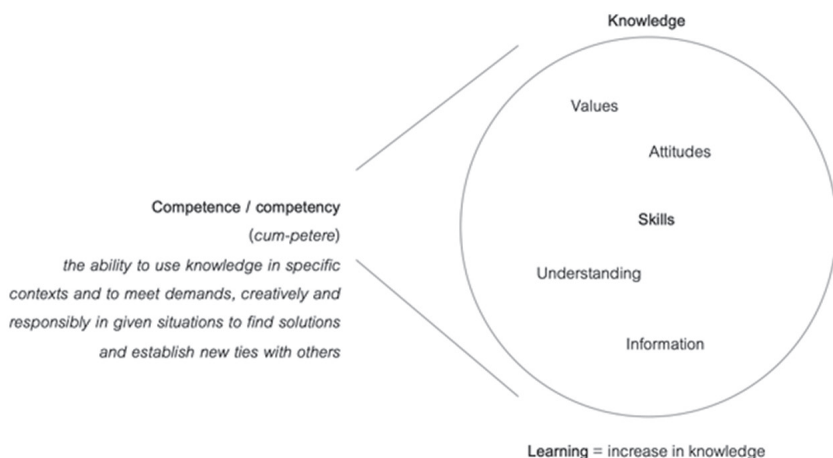 Knowledge
Values
Attitudes
Skills
Understanding
Information
Competence / competency
(cum-petere)
the ability to use knowledge in specific
contexts and to meet demands, creatively and
responsibly in given situations to find solutions
and establish new ties with others
Learning = increase in knowledge